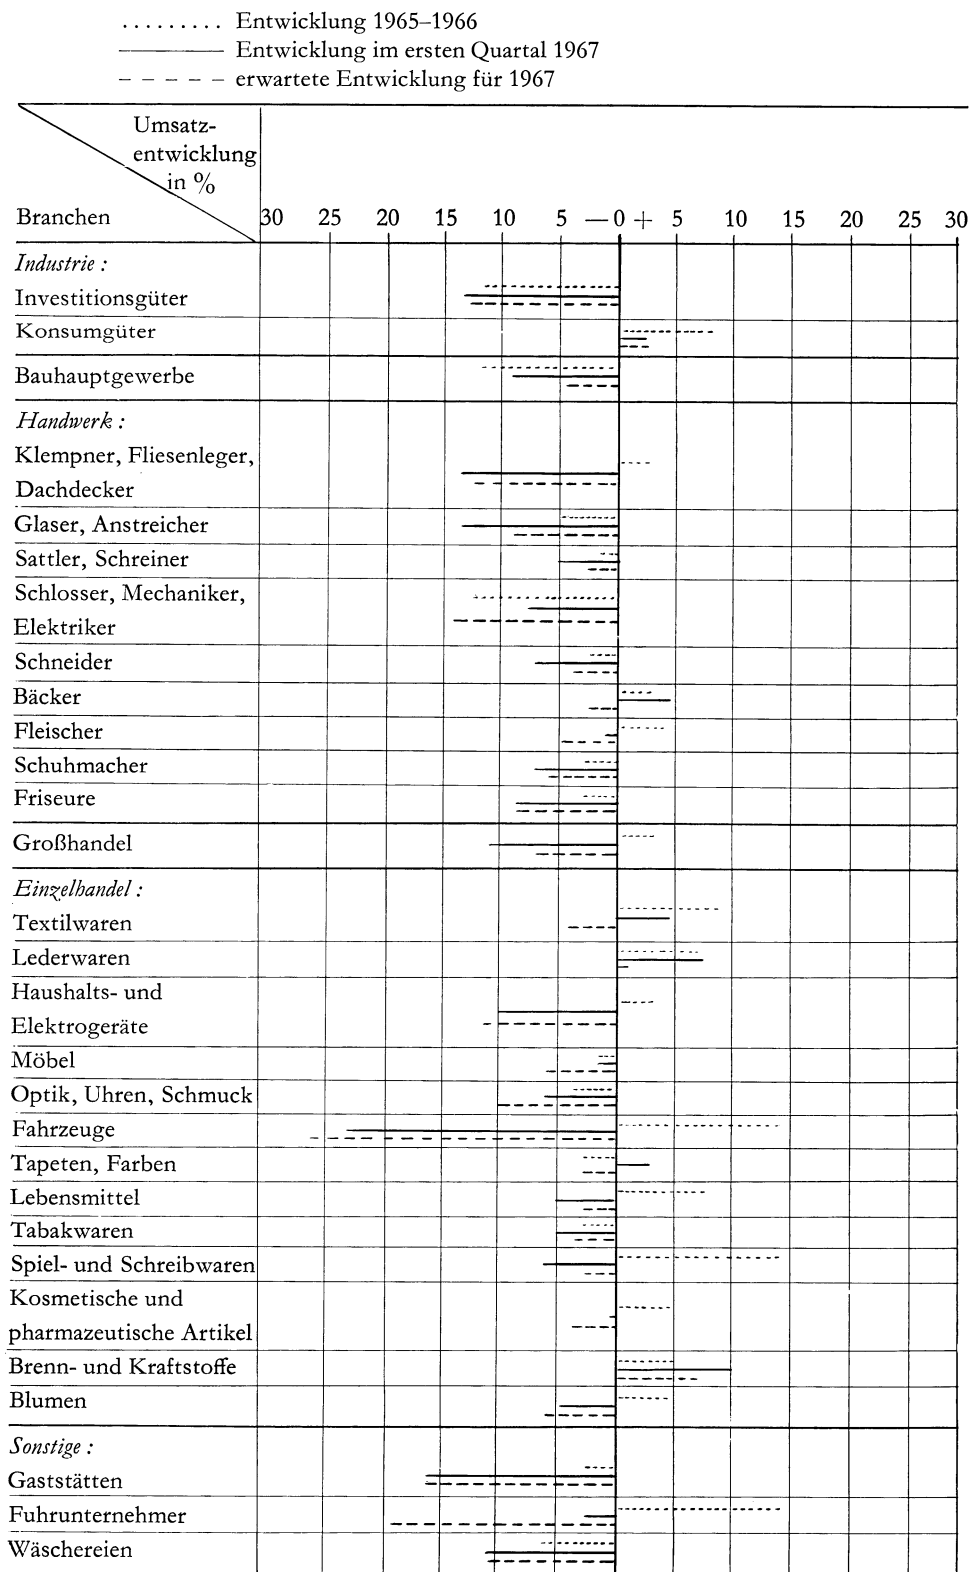 Entwicklung 1965–1966
Entwicklung im ersten Quartal 1967
erwartete Entwicklung für 1967
Umsatz-
entwicklung
in %
Branchen 30 25 20 15 10 5 — 0 + 5 10 15 20 25 30
Industrie :
Investitionsgüter
Konsumgüter
Bauhauptgewerbe
Handwerk :
Klempner, Fliesenleger,
Dachdecker
Glaser, Anstreicher
Sattler, Schreiner
Schlosser, Mechaniker,
Elektriker
Schneider
Bäcker
Fleischer
Schuhmacher
Friseure
Großhandel
Einzelhandel :
Textilwaren
Lederwaren
Haushalts- und
Elektrogeräte
Möbel
Optik, Uhren, Schmuck
Fahrzeuge
Tapeten, Farben
Lebensmittel
Tabakwaren
Spiel- und Schreibwaren
Kosmetische und
pharmazeutische Artikel
Brenn- und Kraftstoffe
Blumen
Sonstige :
Gaststätten
Fuhrunternehmer
Wäschereien